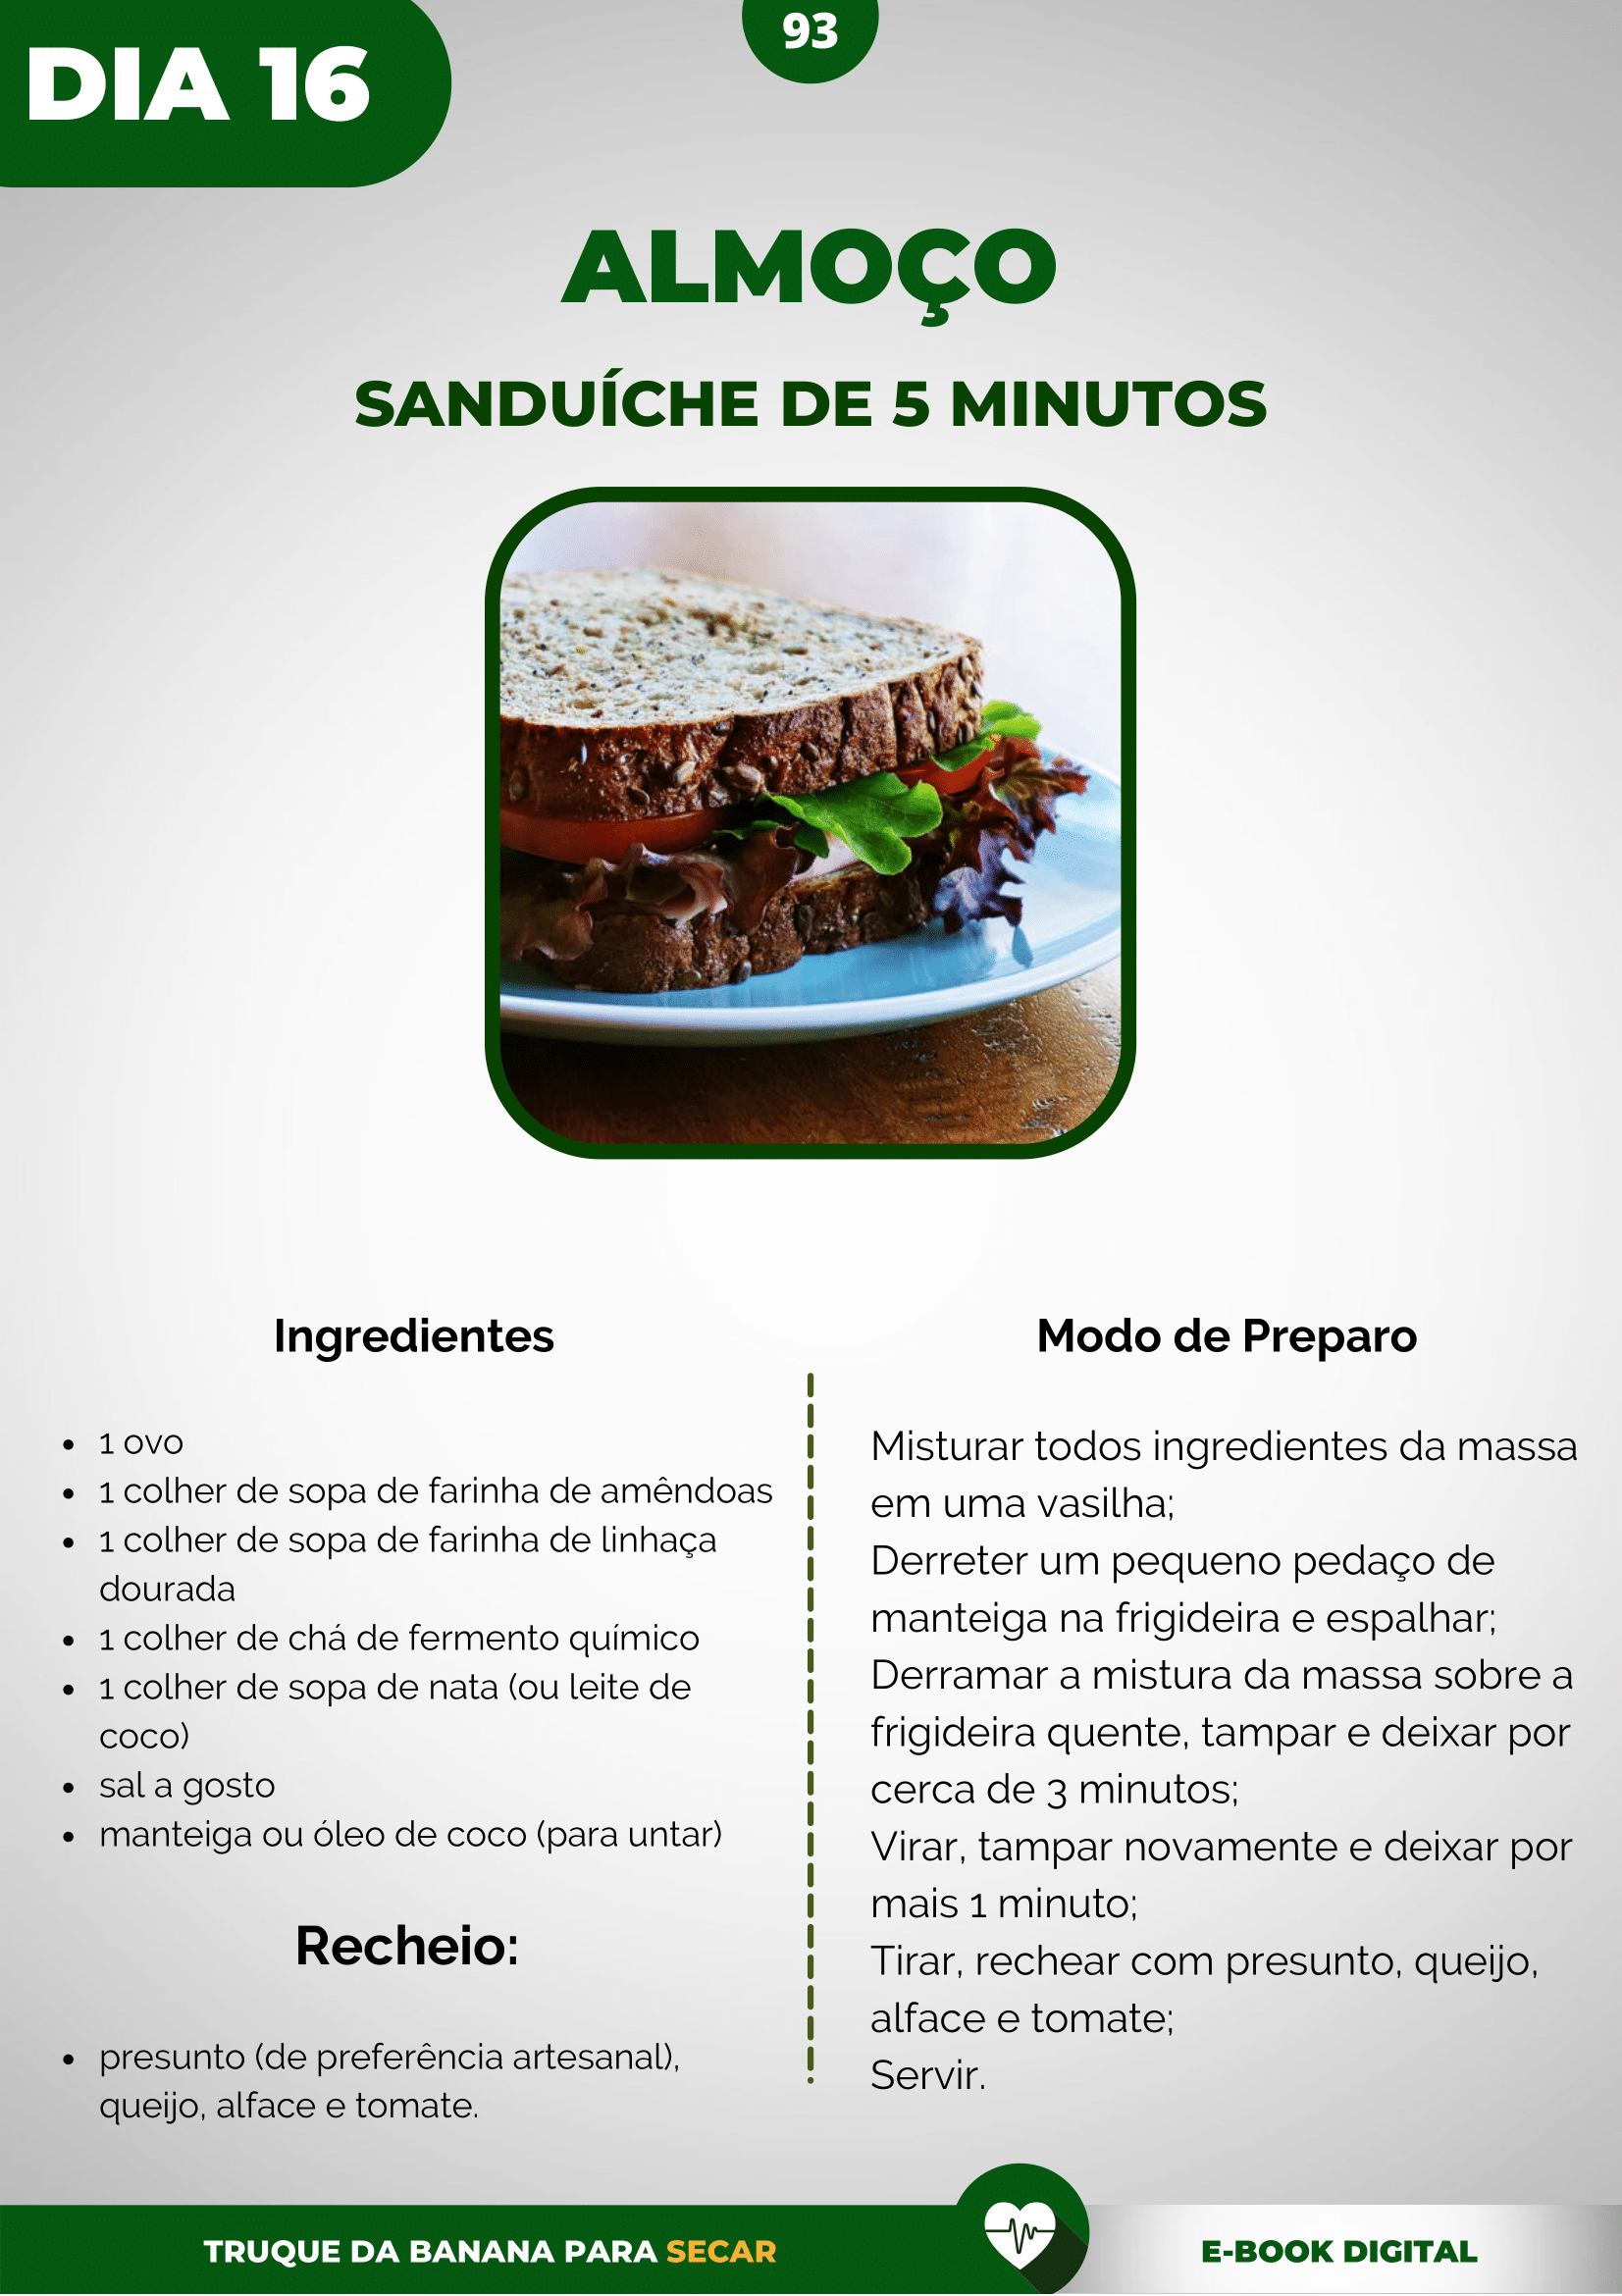 DIA 16
93
ALMOÇO
SANDUÍCHE DE 5 MINUTOS
Ingredientes
• 1 ovo
• 1 colher de sopa de farinha de amêndoas
• 1 colher de sopa de farinha de linhaça
dourada
• 1 colher de chá de fermento químico
• 1 colher de sopa de nata (ou leite de
coco)
• sal a gosto
• manteiga ou óleo de coco (para untar)
Recheio:
• presunto (de preferência artesanal),
queijo, alface e tomate.
Modo de Preparo
Misturar todos ingredientes da massa
em uma vasilha;
Derreter um pequeno pedaço de
manteiga na frigideira e espalhar;
Derramar a mistura da massa sobre a
frigideira quente, tampar e deixar por
cerca de 3 minutos;
Virar, tampar novamente e deixar por
mais 1 minuto;
Tirar, rechear com presunto, queijo,
alface e tomate;
Servir.
TRUQUE DA BANANA PARA SECAR
E-BOOK DIGITAL